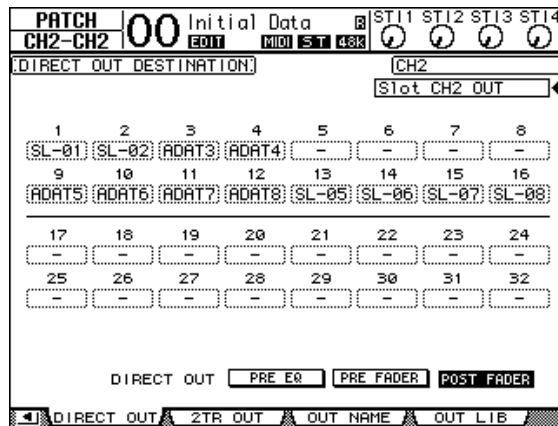 PATCH 00 Initial Data R ST11 ST12 ST13 ST14
CH2-CH2 EDIT MIDI ST 48k
DIRECT OUT DESTINATION CH2
Slot CH2 OUT
1 2 3 4 5 6 7 8
SL-01 SL-02 ADAT3 ADAT4 - - - -
9 10 11 12 13 14 15 16
ADAT5 ADAT6 ADAT7 ADAT8 SL-05 SL-06 SL-07 SL-08
17 18 19 20 21 22 23 24
- - - - - - - -
25 26 27 28 29 30 31 32
- - - - - - - -
DIRECT OUT PRE EQ PRE FADER POST FADER
DIRECT OUT 2TR OUT OUT NAME OUT LIB